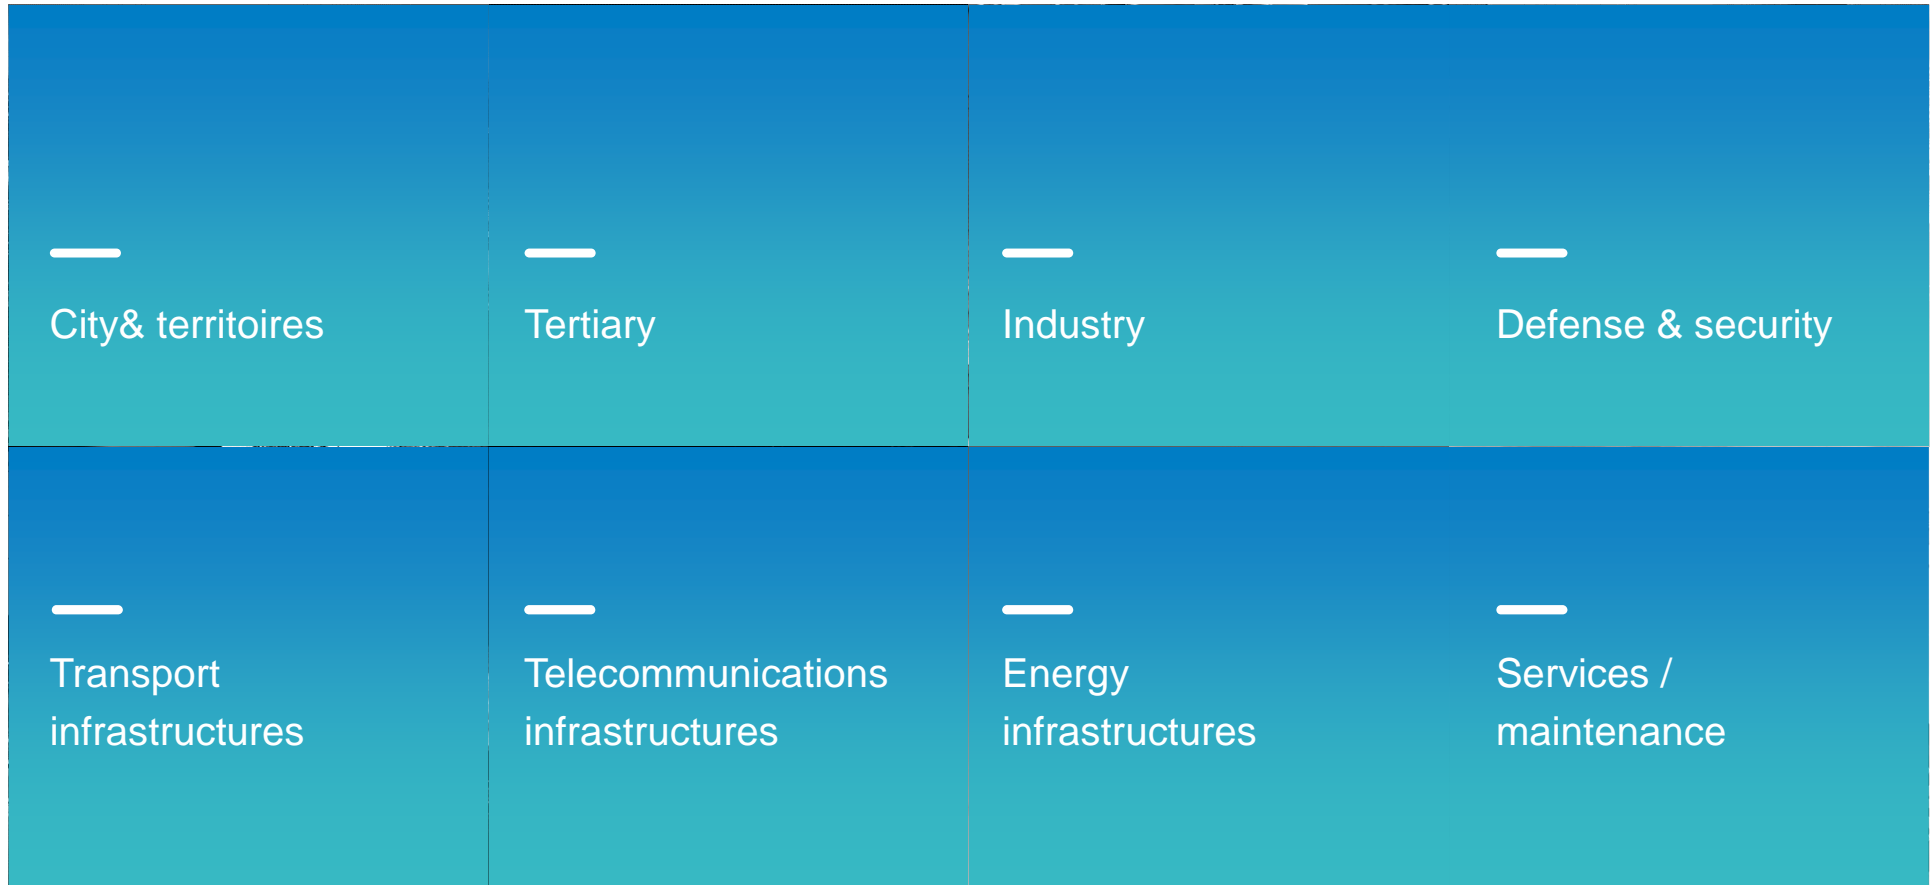 City& territoires
Tertiary
Industry
Defense & security
Transport
infrastructures
Telecommunications
infrastructures
Energy
infrastructures
Services /
maintenance